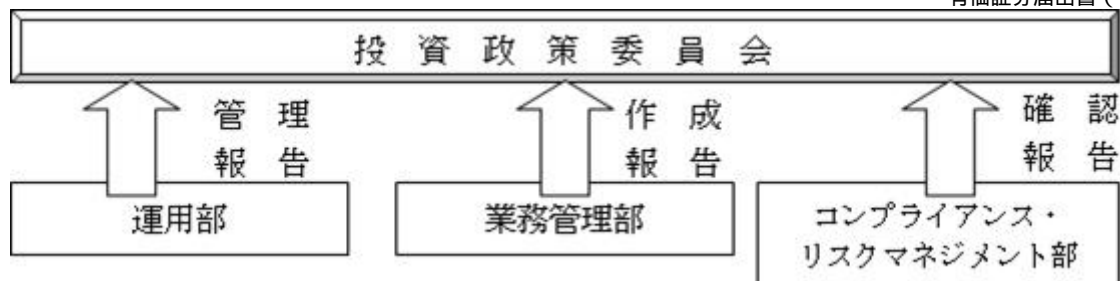 投資政策委員会
管理
報告
作成
報告
確認
報告
運用部
業務管理部
コンプライアンス・
リスクマネジメント部